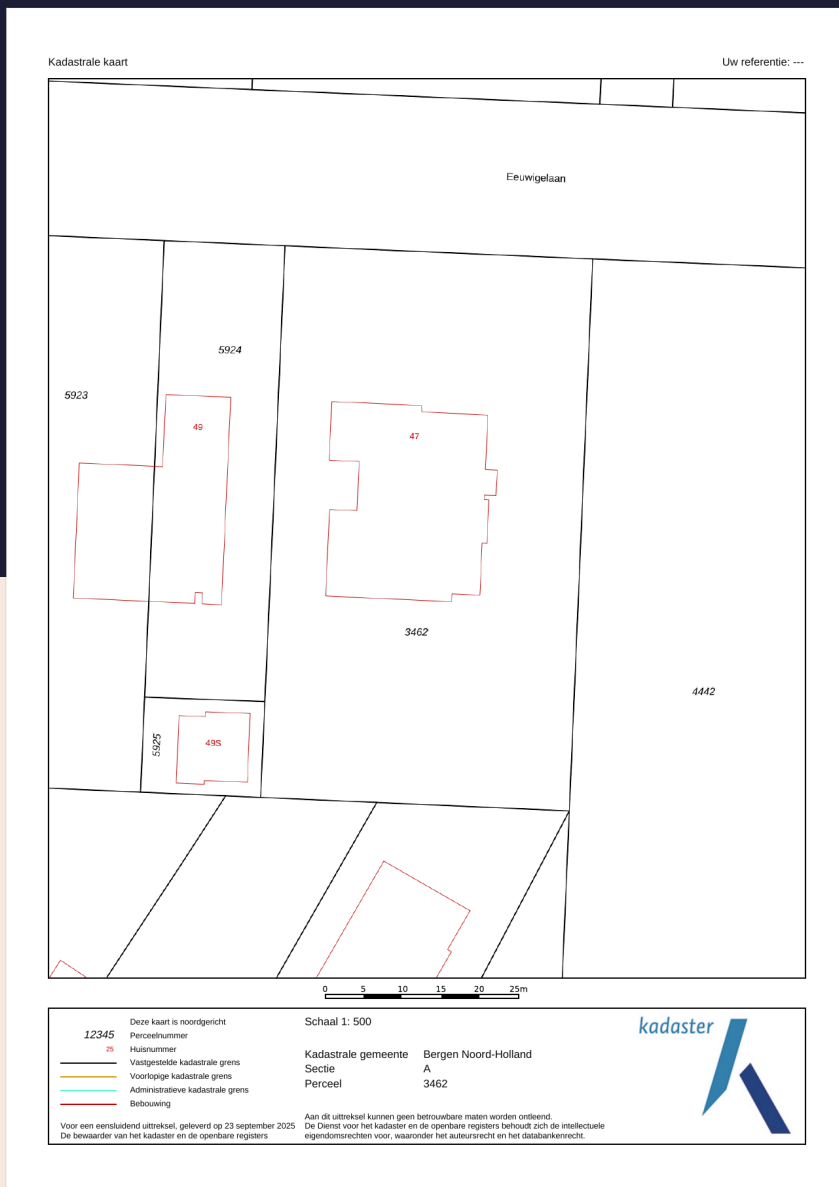 Kadastrale kaart
Uw referentie: ---
Eeuwigelaan
5924
5923
49
47
3462
4442
5925
49S
0 5 10 15 20 25m
12345
25
Deze kaart is noordgericht
Perceelnummer
Huisnummer
Vastgestelde kadastrale grens
Voorlopige kadastrale grens
Administratieve kadastrale grens
Bebouwing
Voor een eensluidend uittreksel, geleverd op 23 september 2025
De bewaarder van het kadaster en de openbare registers
Schaal 1: 500
Kadastrale gemeente Bergen Noord-Holland
Sectie A
Perceel 3462
Aan dit uittreksel kunnen geen betrouwbare maten worden ontleend.
De Dienst voor het kadaster en de openbare registers behoudt zich de intellectuele
eigendomsrechten voor, waaronder het auteursrecht en het databankenrecht.
kadaster